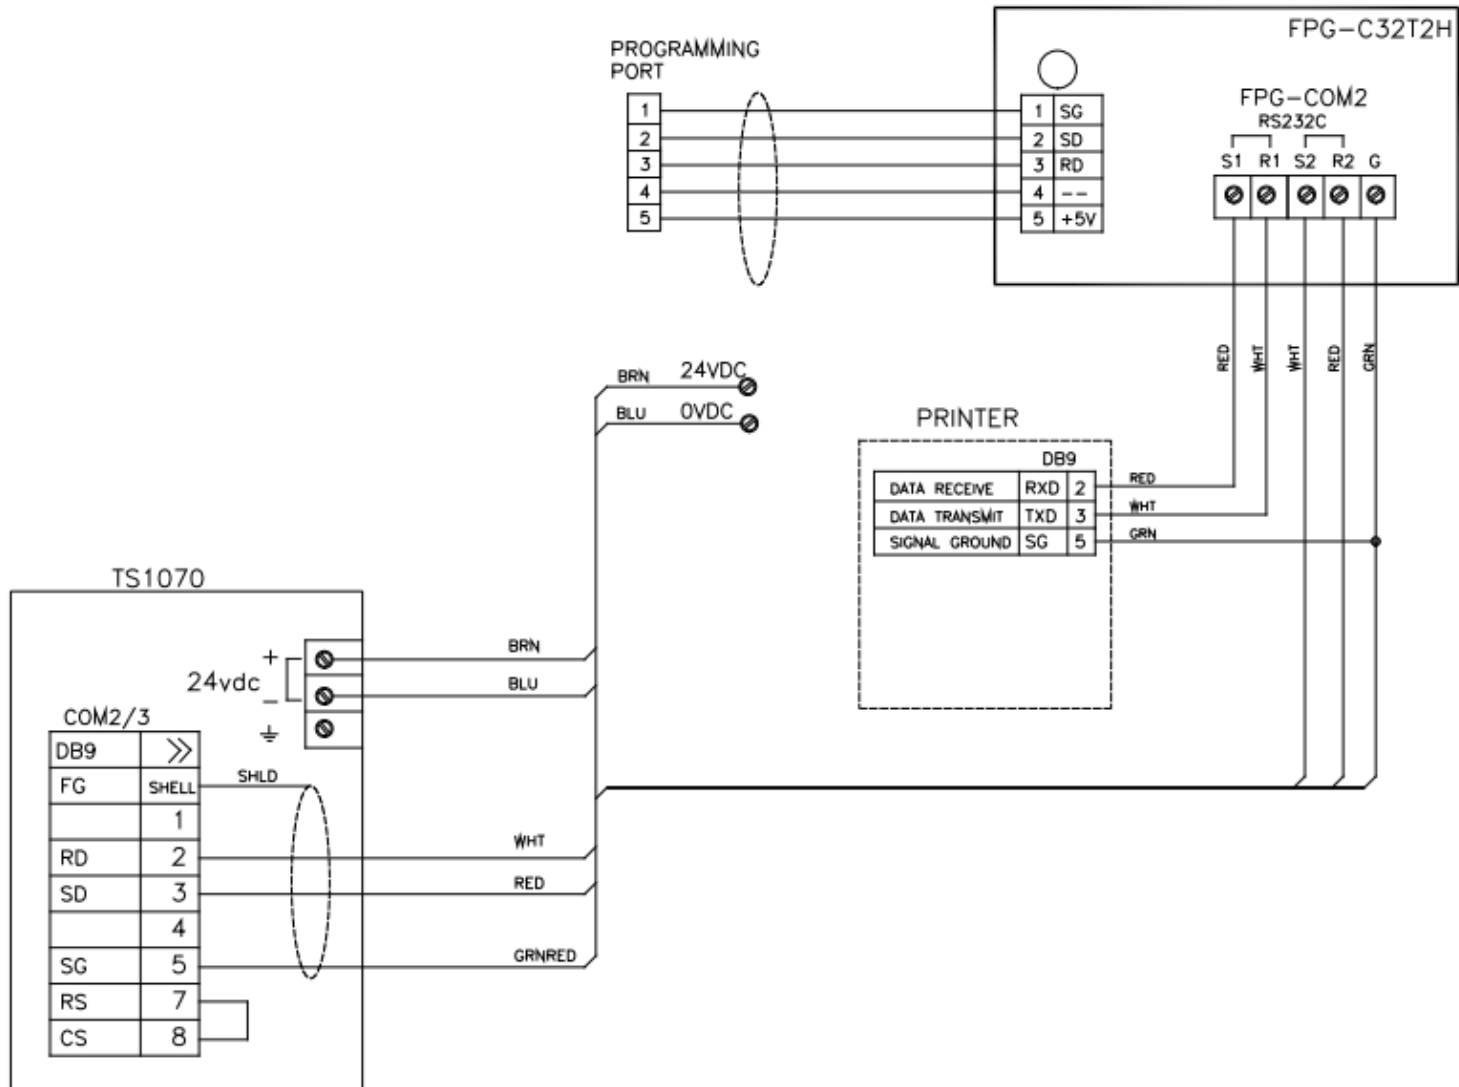 FPG-C32T2H
PROGRAMMING
PORT
1
2
3
4
5
1 SG
2 SD
3 RD
4 --
5 +5V
FPG-COM2
RS232C
S1 R1 S2 R2 G
RED WHT WHT RED GRN
BRN 24VDC
BLU 0VDC
PRINTER
DB9
DATA RECEIVE RXD 2 RED
DATA TRANSMIT TXD 3 WHT
SIGNAL GROUND SG 5 GRN
TS1070
+
24vdc
-
BRN
BLU
COM2/3
DB9
FG SHELL SHLD
1
RD 2 WHT
SD 3 RED
4
SG 5 GRNRED
RS 7
CS 8